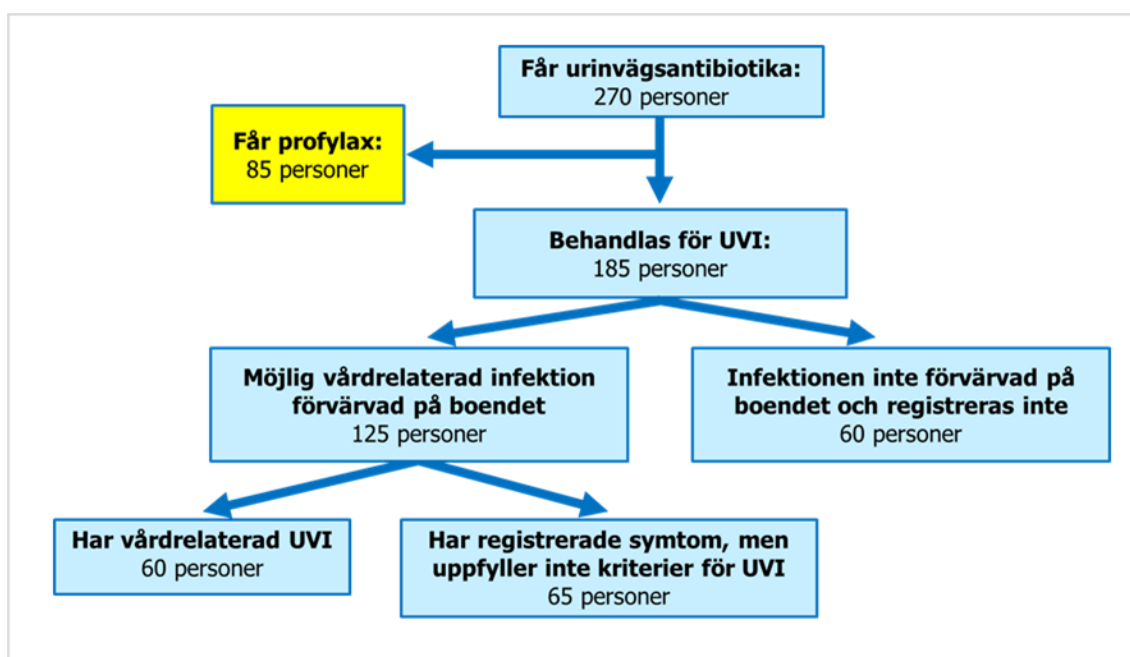 Får urinvägsantibiotika:
270 personer
Får profylax:
85 personer
Behandlas för UVI:
185 personer
Möjlig vårdrelaterad infektion
förvärvad på boendet
125 personer
Infektionen inte förvärvad på
boendet och registreras inte
60 personer
Har vårdrelaterad UVI
60 personer
Har registrerade symtom, men
uppfyller inte kriterier för UVI
65 personer